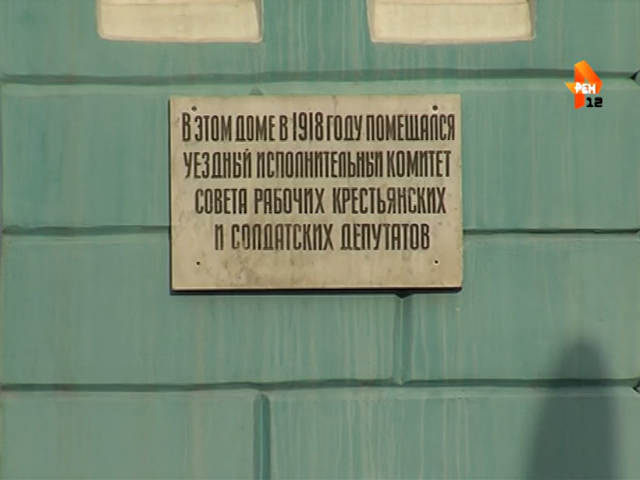 РЕН
12
В ЭТОМ ДОМЕ В 1918 ГОДУ ПОМЕЩАЛСЯ
УЕЗДНЫЙ ИСПОЛНИТЕЛЬНЫЙ КОМИТЕТ
СОВЕТА РАБОЧИХ КРЕСТЬЯНСКИХ
И СОЛДАТСКИХ ДЕПУТАТОВ